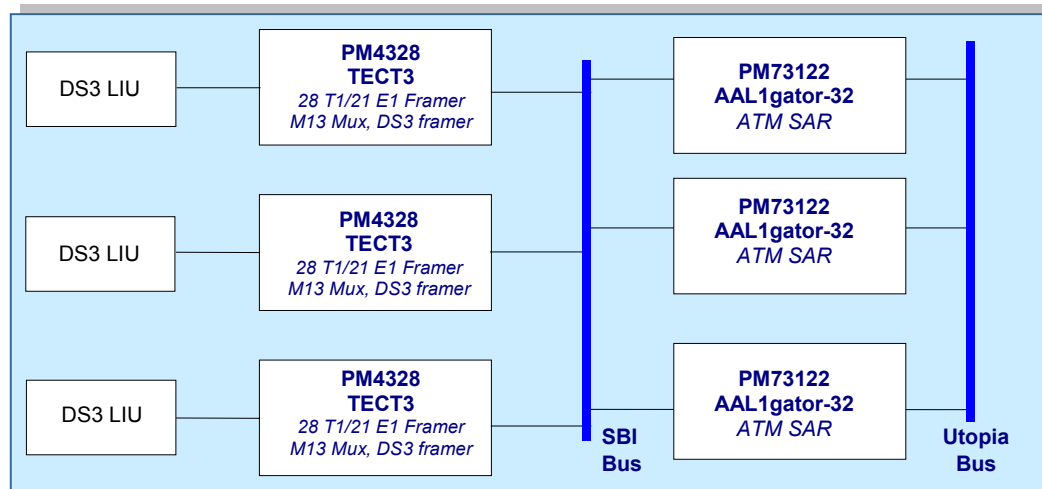 DS3 LIU
PM4328
TECT3
28 T1/21 E1 Framer
M13 Mux, DS3 framer
PM73122
AAL1gator-32
ATM SAR
DS3 LIU
PM4328
TECT3
28 T1/21 E1 Framer
M13 Mux, DS3 framer
PM73122
AAL1gator-32
ATM SAR
DS3 LIU
PM4328
TECT3
28 T1/21 E1 Framer
M13 Mux, DS3 framer
PM73122
AAL1gator-32
ATM SAR
SBI
Bus
Utopia
Bus